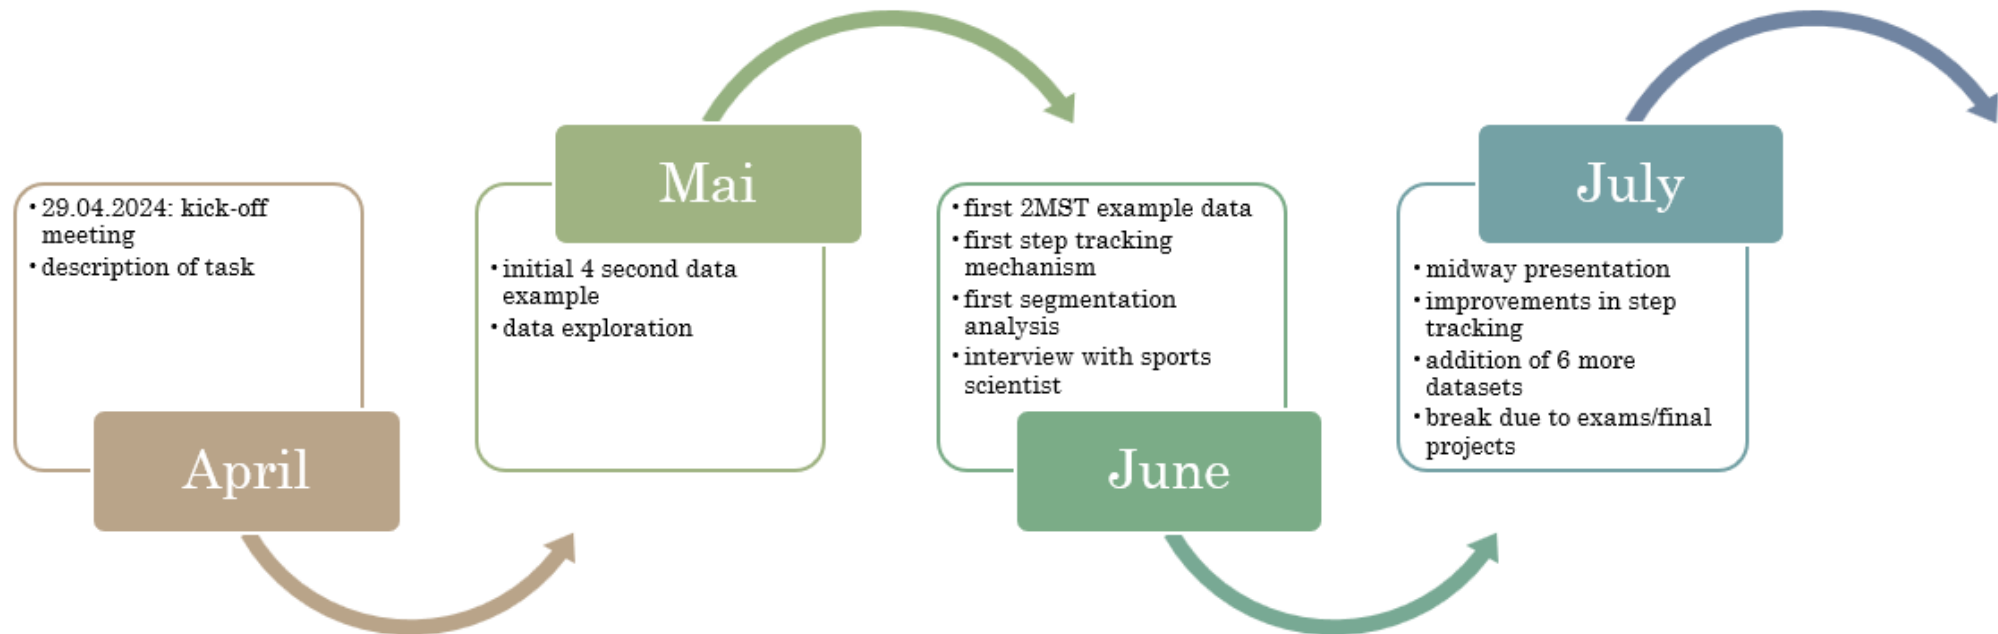 • 29.04.2024: kick-off
meeting
• description of task
April
Mai
• initial 4 second data
example
• data exploration
• first 2MST example data
• first step tracking
mechanism
• first segmentation
analysis
• interview with sports
scientist
June
July
• midway presentation
• improvements in step
tracking
• addition of 6 more
datasets
• break due to exams/final
projects